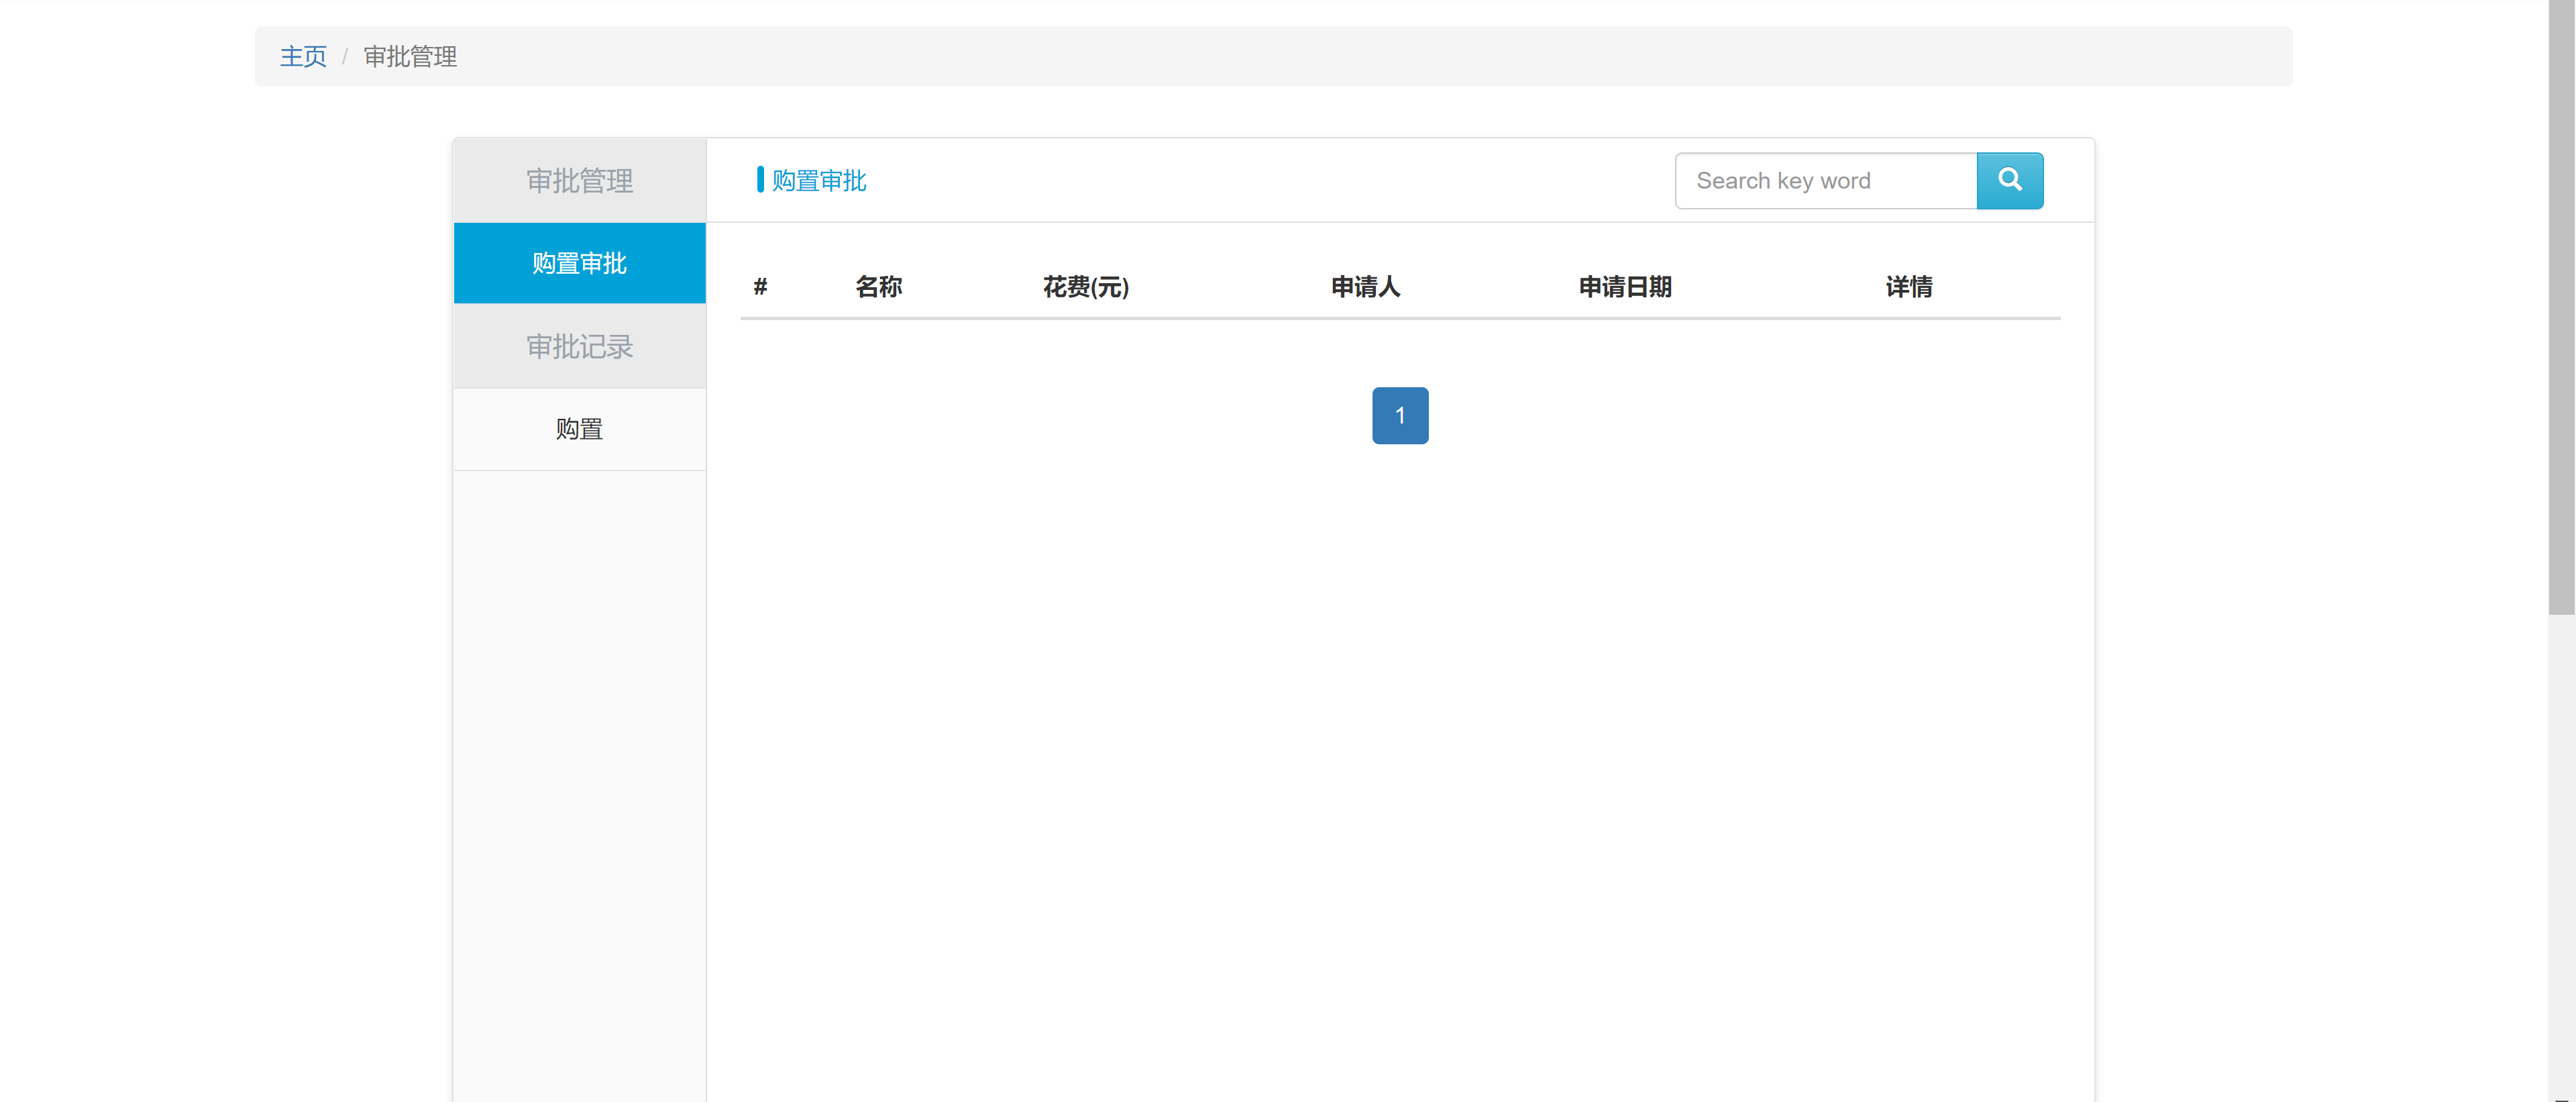 主页 / 审批管理
审批管理
购置审批
审批记录
购置
购置审批
Search key word
# 名称 花费(元) 申请人 申请日期 详情
1